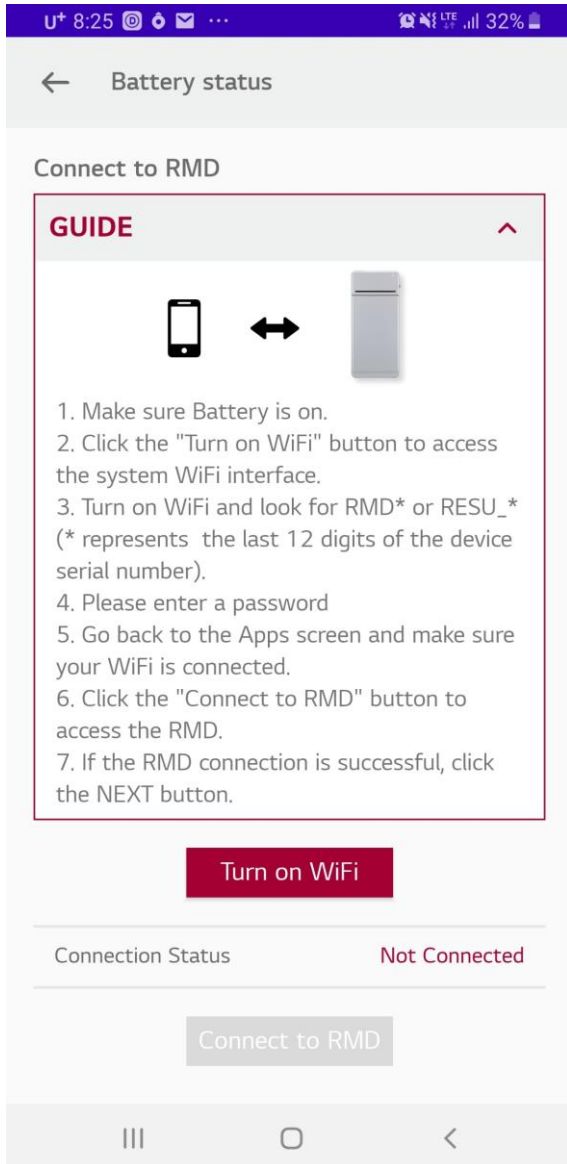 U⁺ 8:25 ··· LTE 32%
Battery status
Connect to RMD
GUIDE
1. Make sure Battery is on.
2. Click the "Turn on WiFi" button to access
the system WiFi interface.
3. Turn on WiFi and look for RMD* or RESU_*
(* represents  the last 12 digits of the device
serial number).
4. Please enter a password
5. Go back to the Apps screen and make sure
your WiFi is connected.
6. Click the "Connect to RMD" button to
access the RMD.
7. If the RMD connection is successful, click
the NEXT button.
Turn on WiFi
Connection Status Not Connected
Connect to RMD